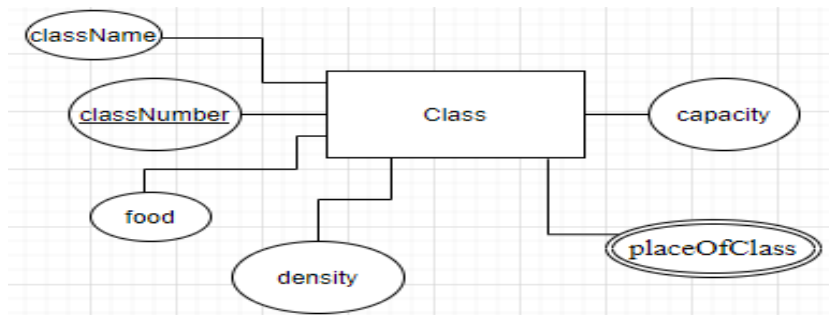 className
classNumber
Class
capacity
food
placeOfClass
density